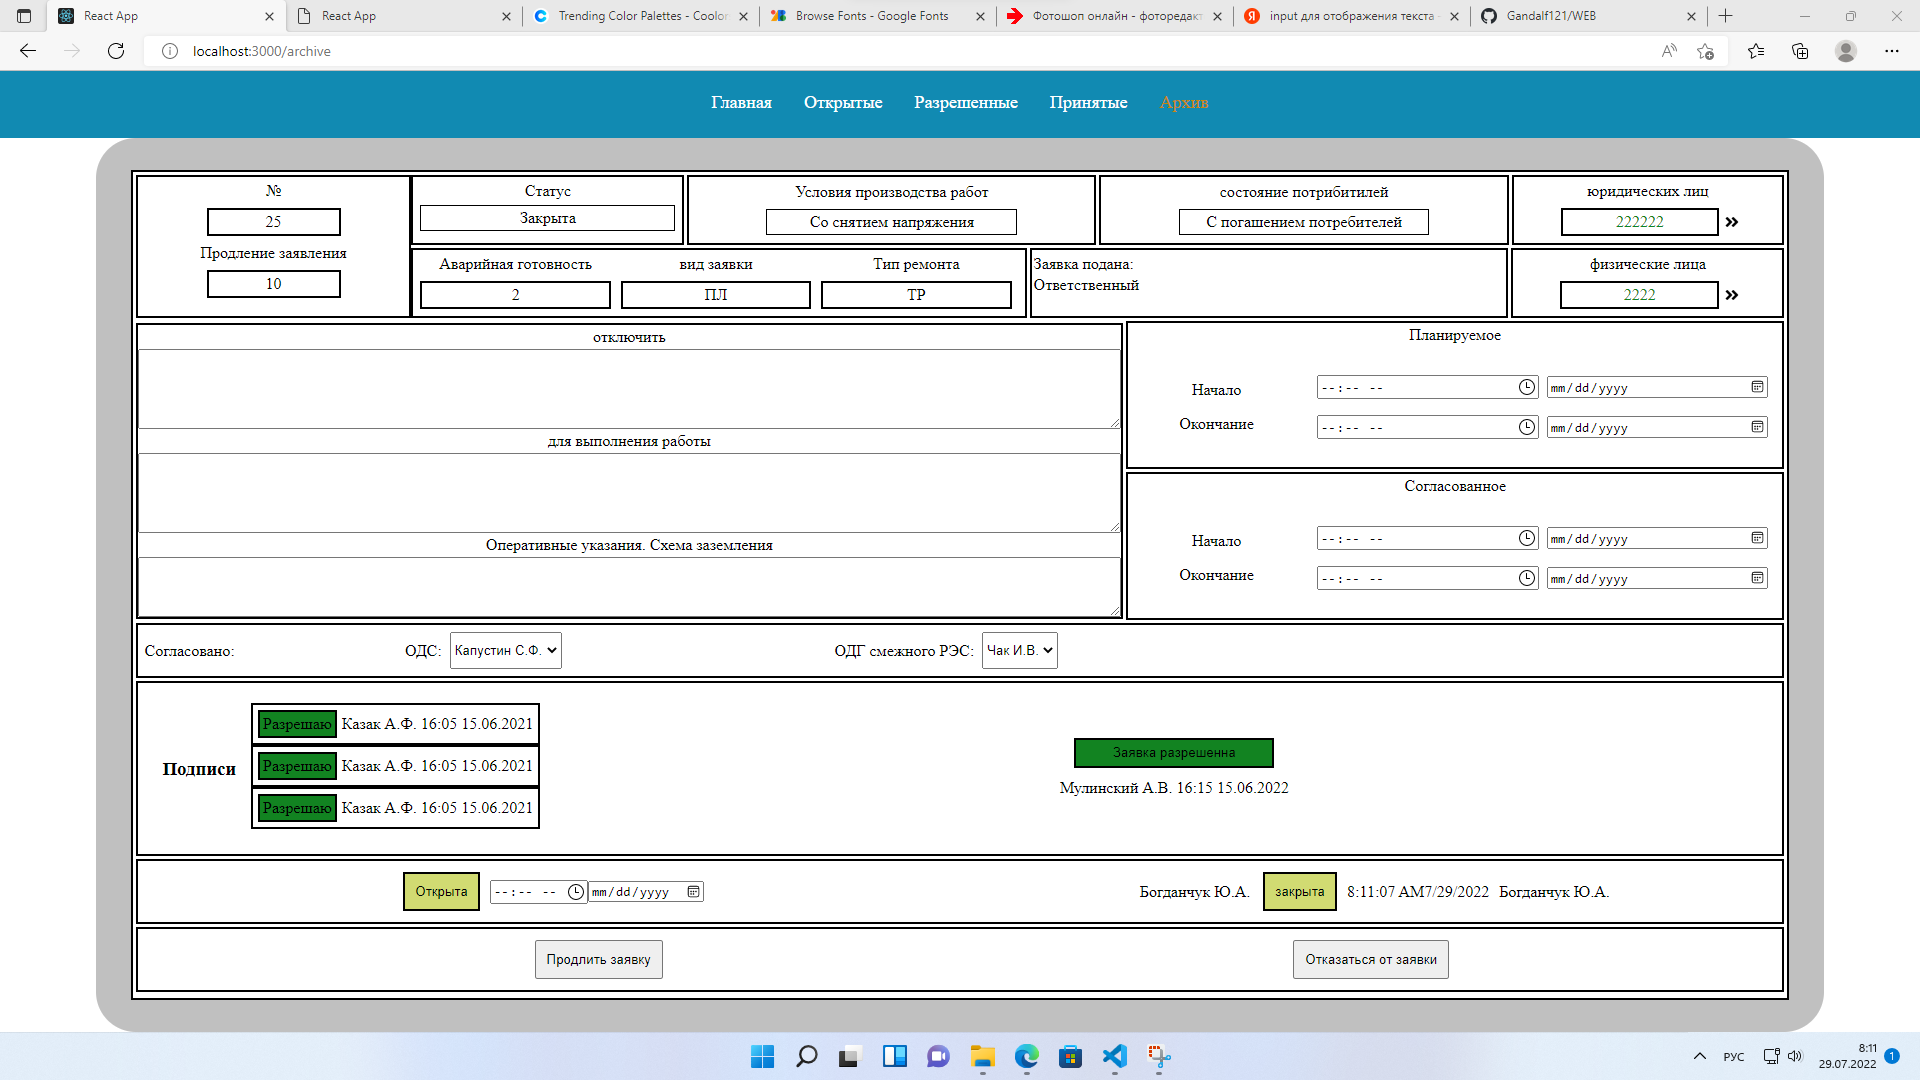 React App
React App
Trending Color Palettes - Coolor
Browse Fonts - Google Fonts
Фотошоп онлайн - фоторедакт
input для отображения текста -
Gandalf121/WEB
localhost:3000/archive
Главная Открытые Разрешенные Принятые Архив
№
25
Продление заявления
10
Статус
Закрыта
Условия производства работ
Со снятием напряжения
состояние потрибитилей
С погашением потребителей
юридических лиц
222222
Аварийная готовность
2
вид заявки
ПЛ
Тип ремонта
ТР
Заявка подана:
Ответственный
физические лица
2222
отключить
для выполнения работы
Оперативные указания. Схема заземления
Планируемое
Начало --:-- -- mm/dd/yyyy
Окончание --:-- -- mm/dd/yyyy
Согласованное
Начало --:-- -- mm/dd/yyyy
Окончание --:-- -- mm/dd/yyyy
Согласовано: ОДС: Капустин С.Ф. ОДГ смежного РЭС: Чак И.В.
Подписи
Разрешаю Казак А.Ф. 16:05 15.06.2021
Разрешаю Казак А.Ф. 16:05 15.06.2021
Разрешаю Казак А.Ф. 16:05 15.06.2021
Заявка разрешенна
Мулинский А.В. 16:15 15.06.2022
Открыта --:-- -- mm/dd/yyyy Богданчук Ю.А. закрыта 8:11:07 AM7/29/2022 Богданчук Ю.А.
Продлить заявку Отказаться от заявки
РУС
8:11
29.07.2022
1